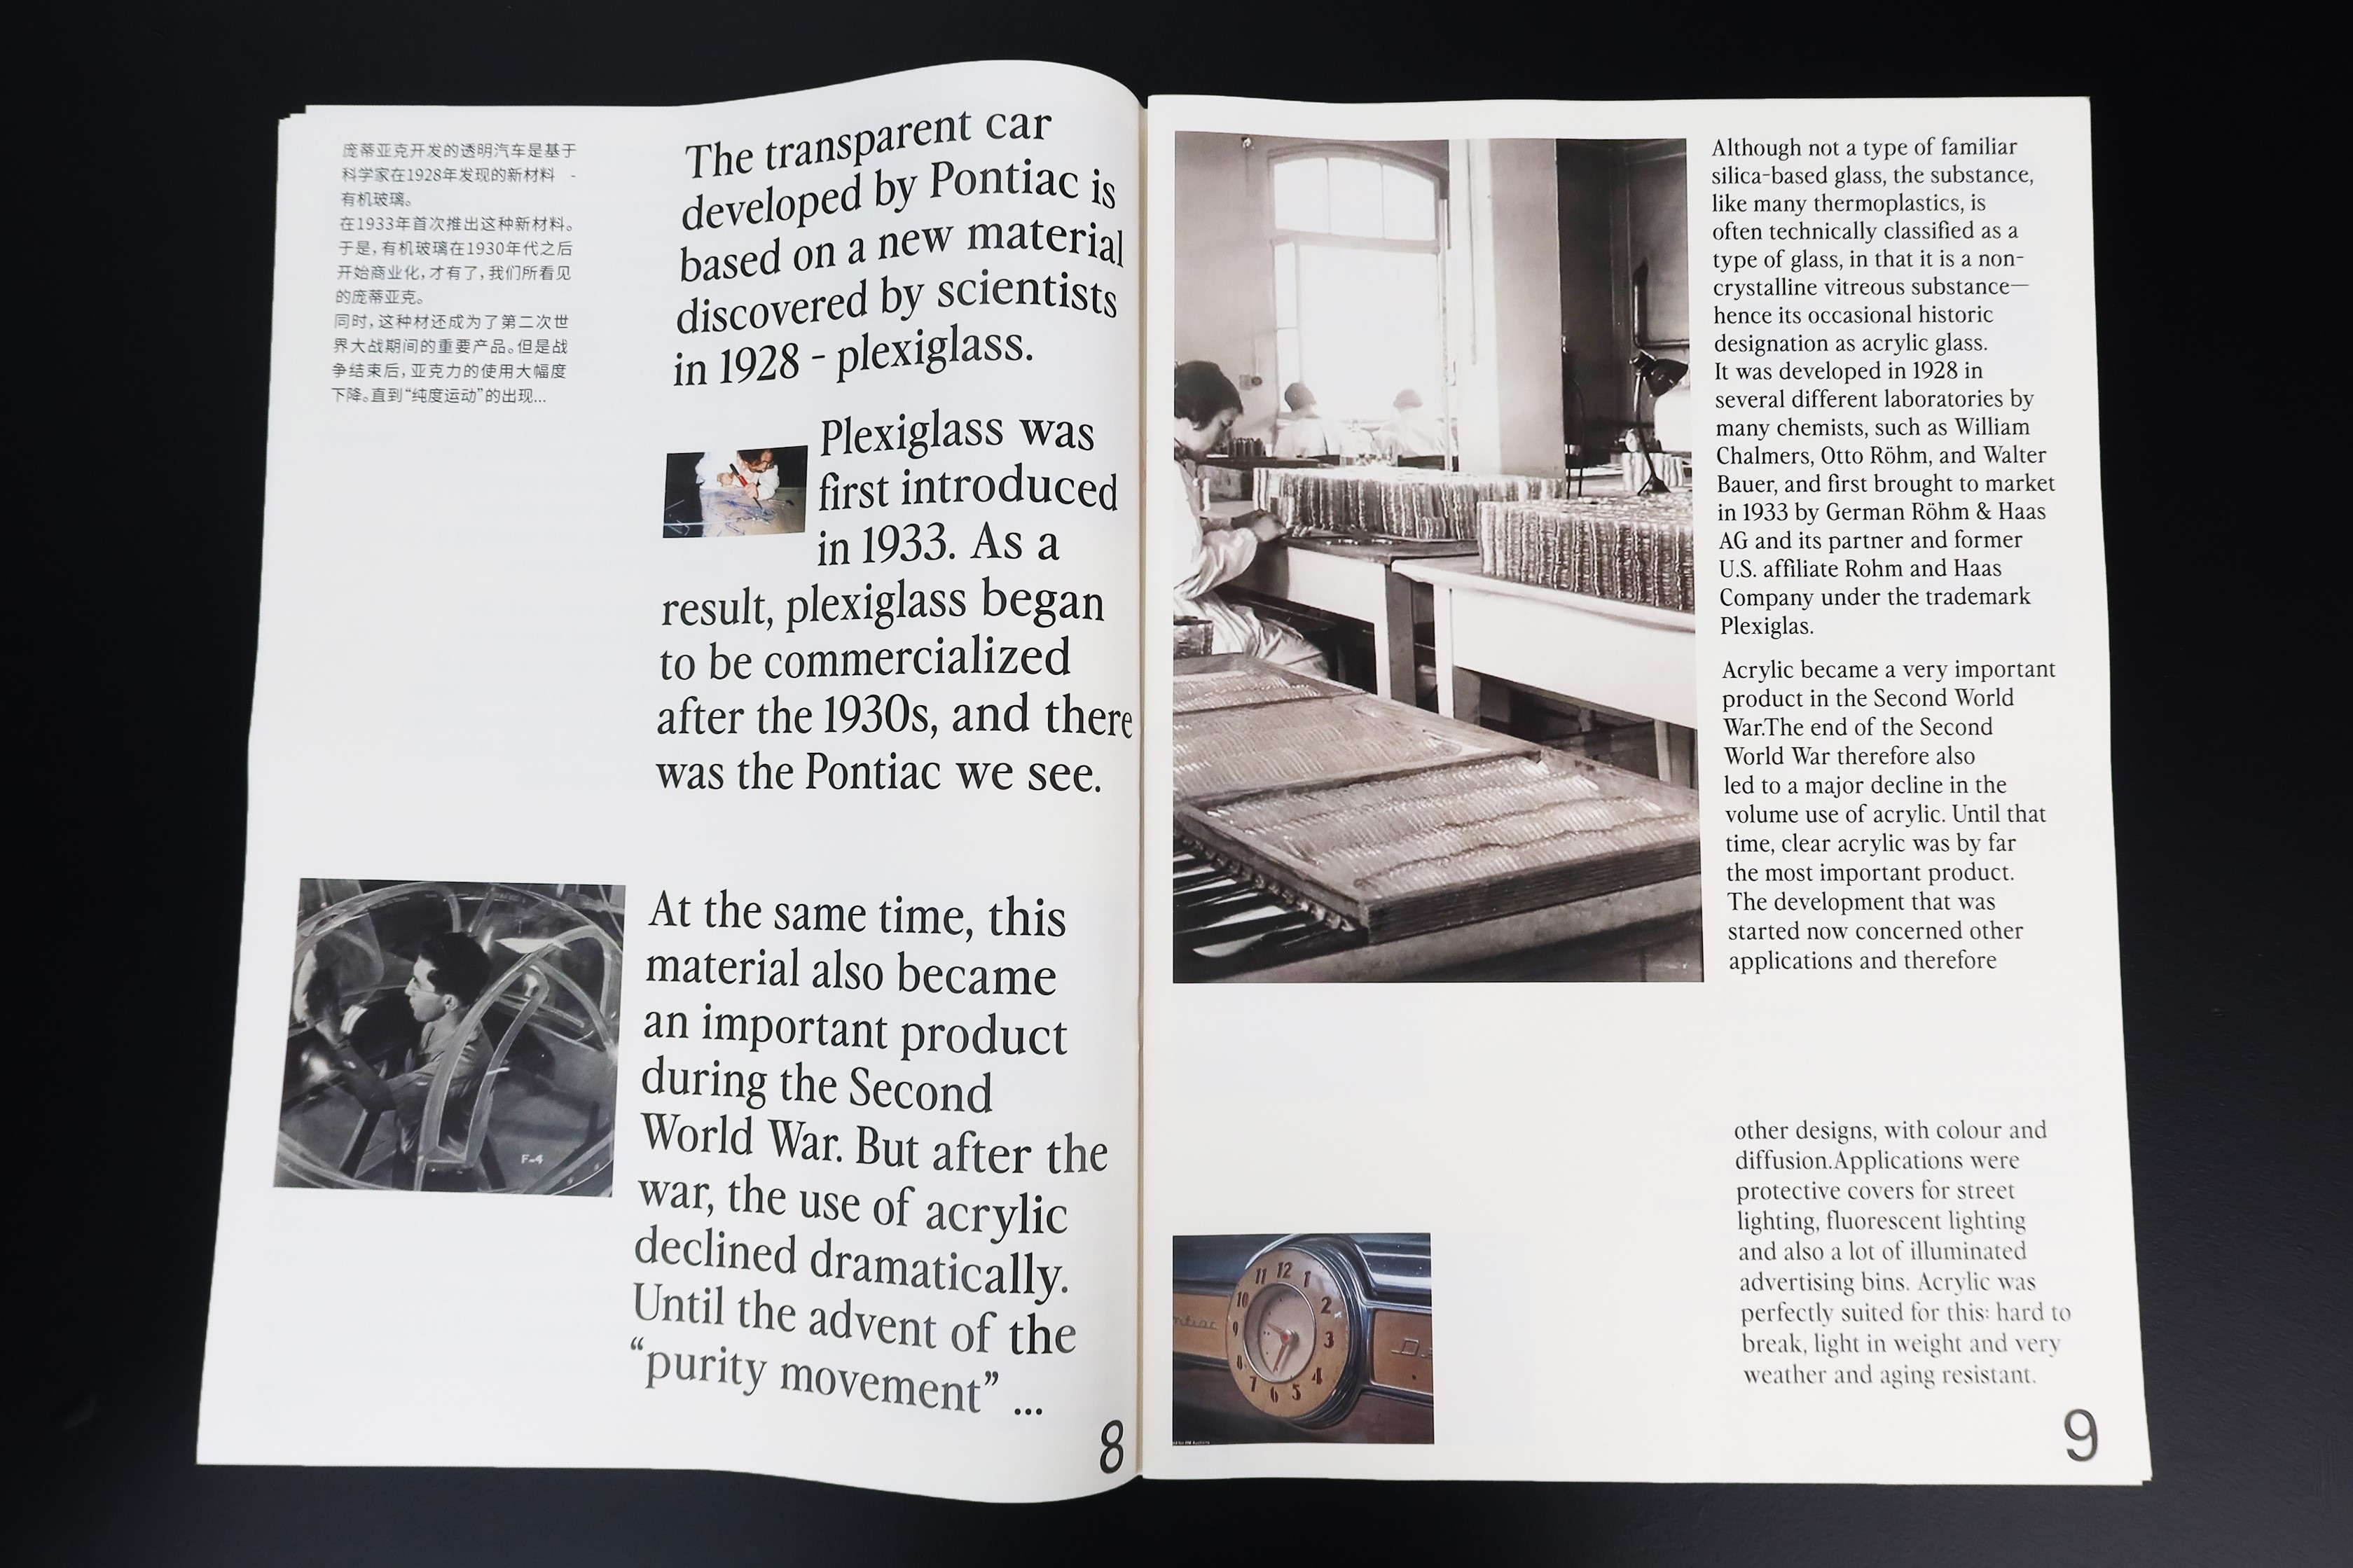 庞蒂亚克开发的透明汽车是基于
科学家在1928年发现的新材料 -
有机玻璃。
在1933年首次推出这种新材料。
于是,有机玻璃在1930年代之后
开始商业化,才有了,我们所看见
的庞蒂亚克。
同时,这种材还成为了第二次世
界大战期间的重要产品。但是战
争结束后,亚克力的使用大幅度
下降。直到“纯度运动”的出现...
The transparent car
developed by Pontiac is
based on a new material
discovered by scientists
in 1928 - plexiglass.
Plexiglass was
first introduced
in 1933. As a
result, plexiglass began
to be commercialized
after the 1930s, and there
was the Pontiac we see.
F-4
At the same time, this
material also became
an important product
during the Second
World War. But after the
war, the use of acrylic
declined dramatically.
Until the advent of the
“purity movement” ...
8
Although not a type of familiar
silica-based glass, the substance,
like many thermoplastics, is
often technically classified as a
type of glass, in that it is a non-
crystalline vitreous substance—
hence its occasional historic
designation as acrylic glass.
It was developed in 1928 in
several different laboratories by
many chemists, such as William
Chalmers, Otto Röhm, and Walter
Bauer, and first brought to market
in 1933 by German Röhm & Haas
AG and its partner and former
U.S. affiliate Rohm and Haas
Company under the trademark
Plexiglas.
Acrylic became a very important
product in the Second World
War.The end of the Second
World War therefore also
led to a major decline in the
volume use of acrylic. Until that
time, clear acrylic was by far
the most important product.
The development that was
started now concerned other
applications and therefore
other designs, with colour and
diffusion.Applications were
protective covers for street
lighting, fluorescent lighting
and also a lot of illuminated
advertising bins. Acrylic was
perfectly suited for this: hard to
break, light in weight and very
weather and aging resistant.
ntiac
12 1 2 3 4 5 6 7 8 9 10 11
9